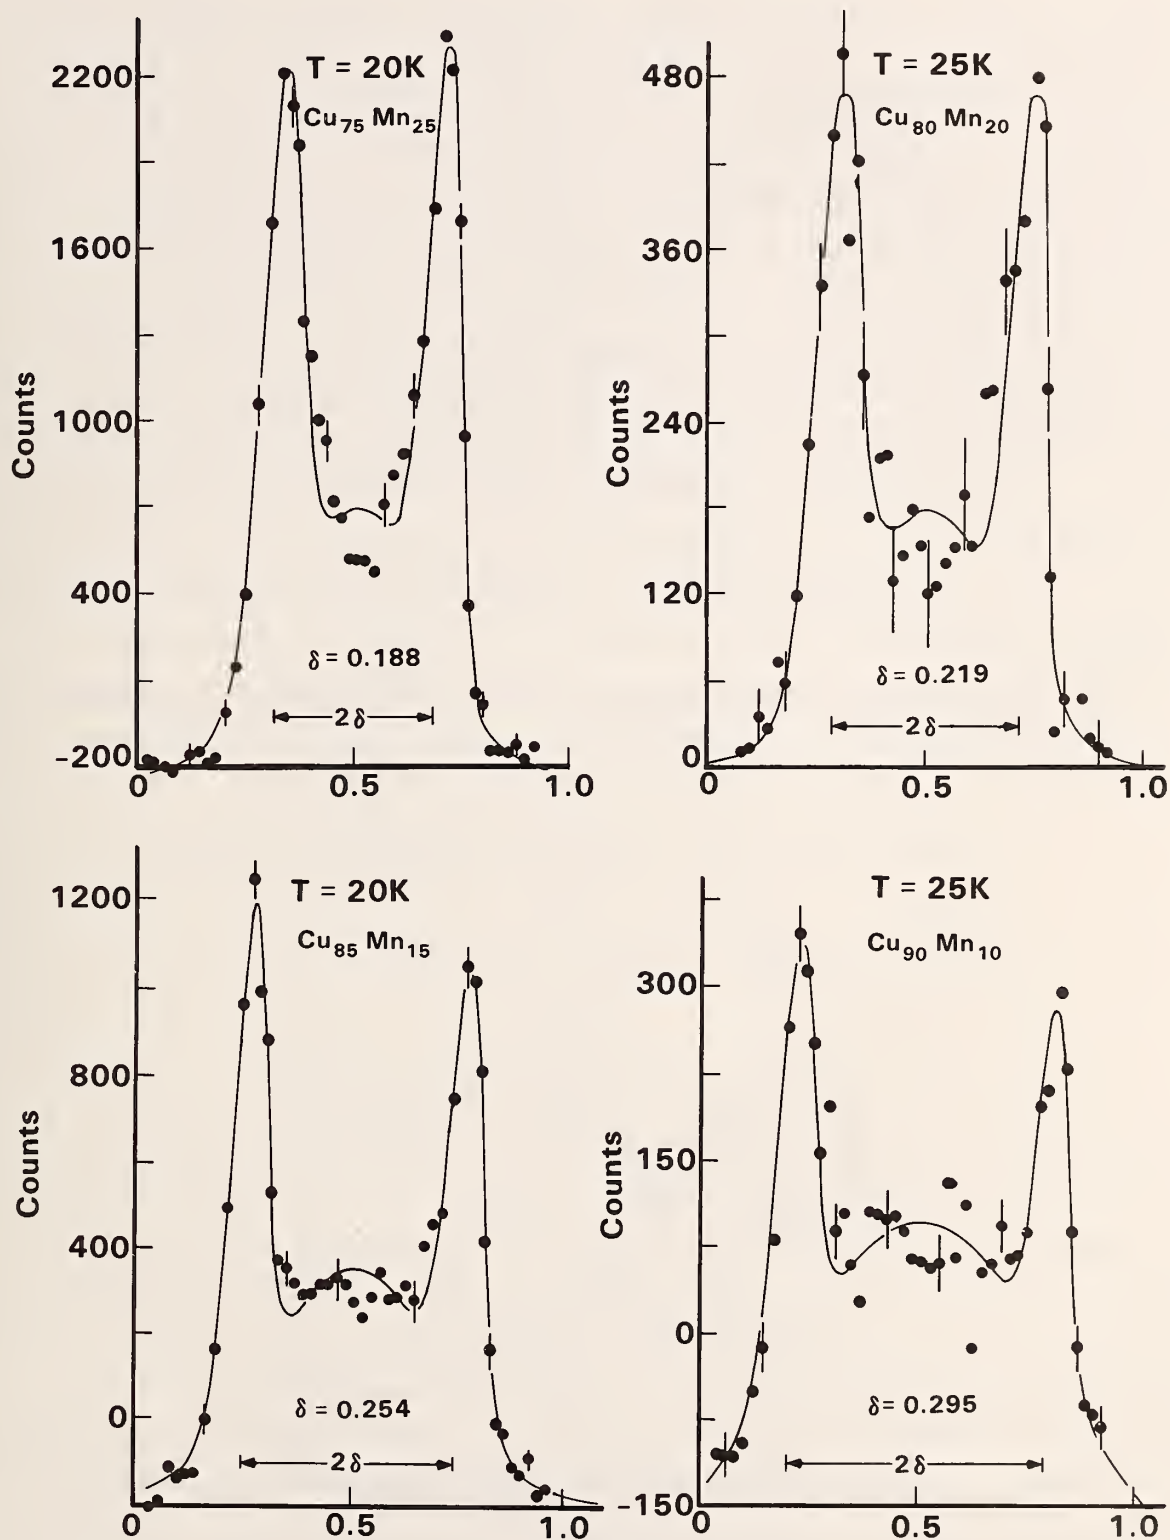 T = 20K
Cu75 Mn25
2200
1600
1000
400
-200
Counts
δ = 0.188
2δ
0
0.5
1.0
T = 25K
Cu80 Mn20
480
360
240
120
0
Counts
δ = 0.219
2δ
0
0.5
1.0
T = 20K
Cu85 Mn15
1200
800
400
0
Counts
δ = 0.254
2δ
0
0.5
1.0
T = 25K
Cu90 Mn10
300
150
0
-150
Counts
δ = 0.295
2δ
0
0.5
1.0